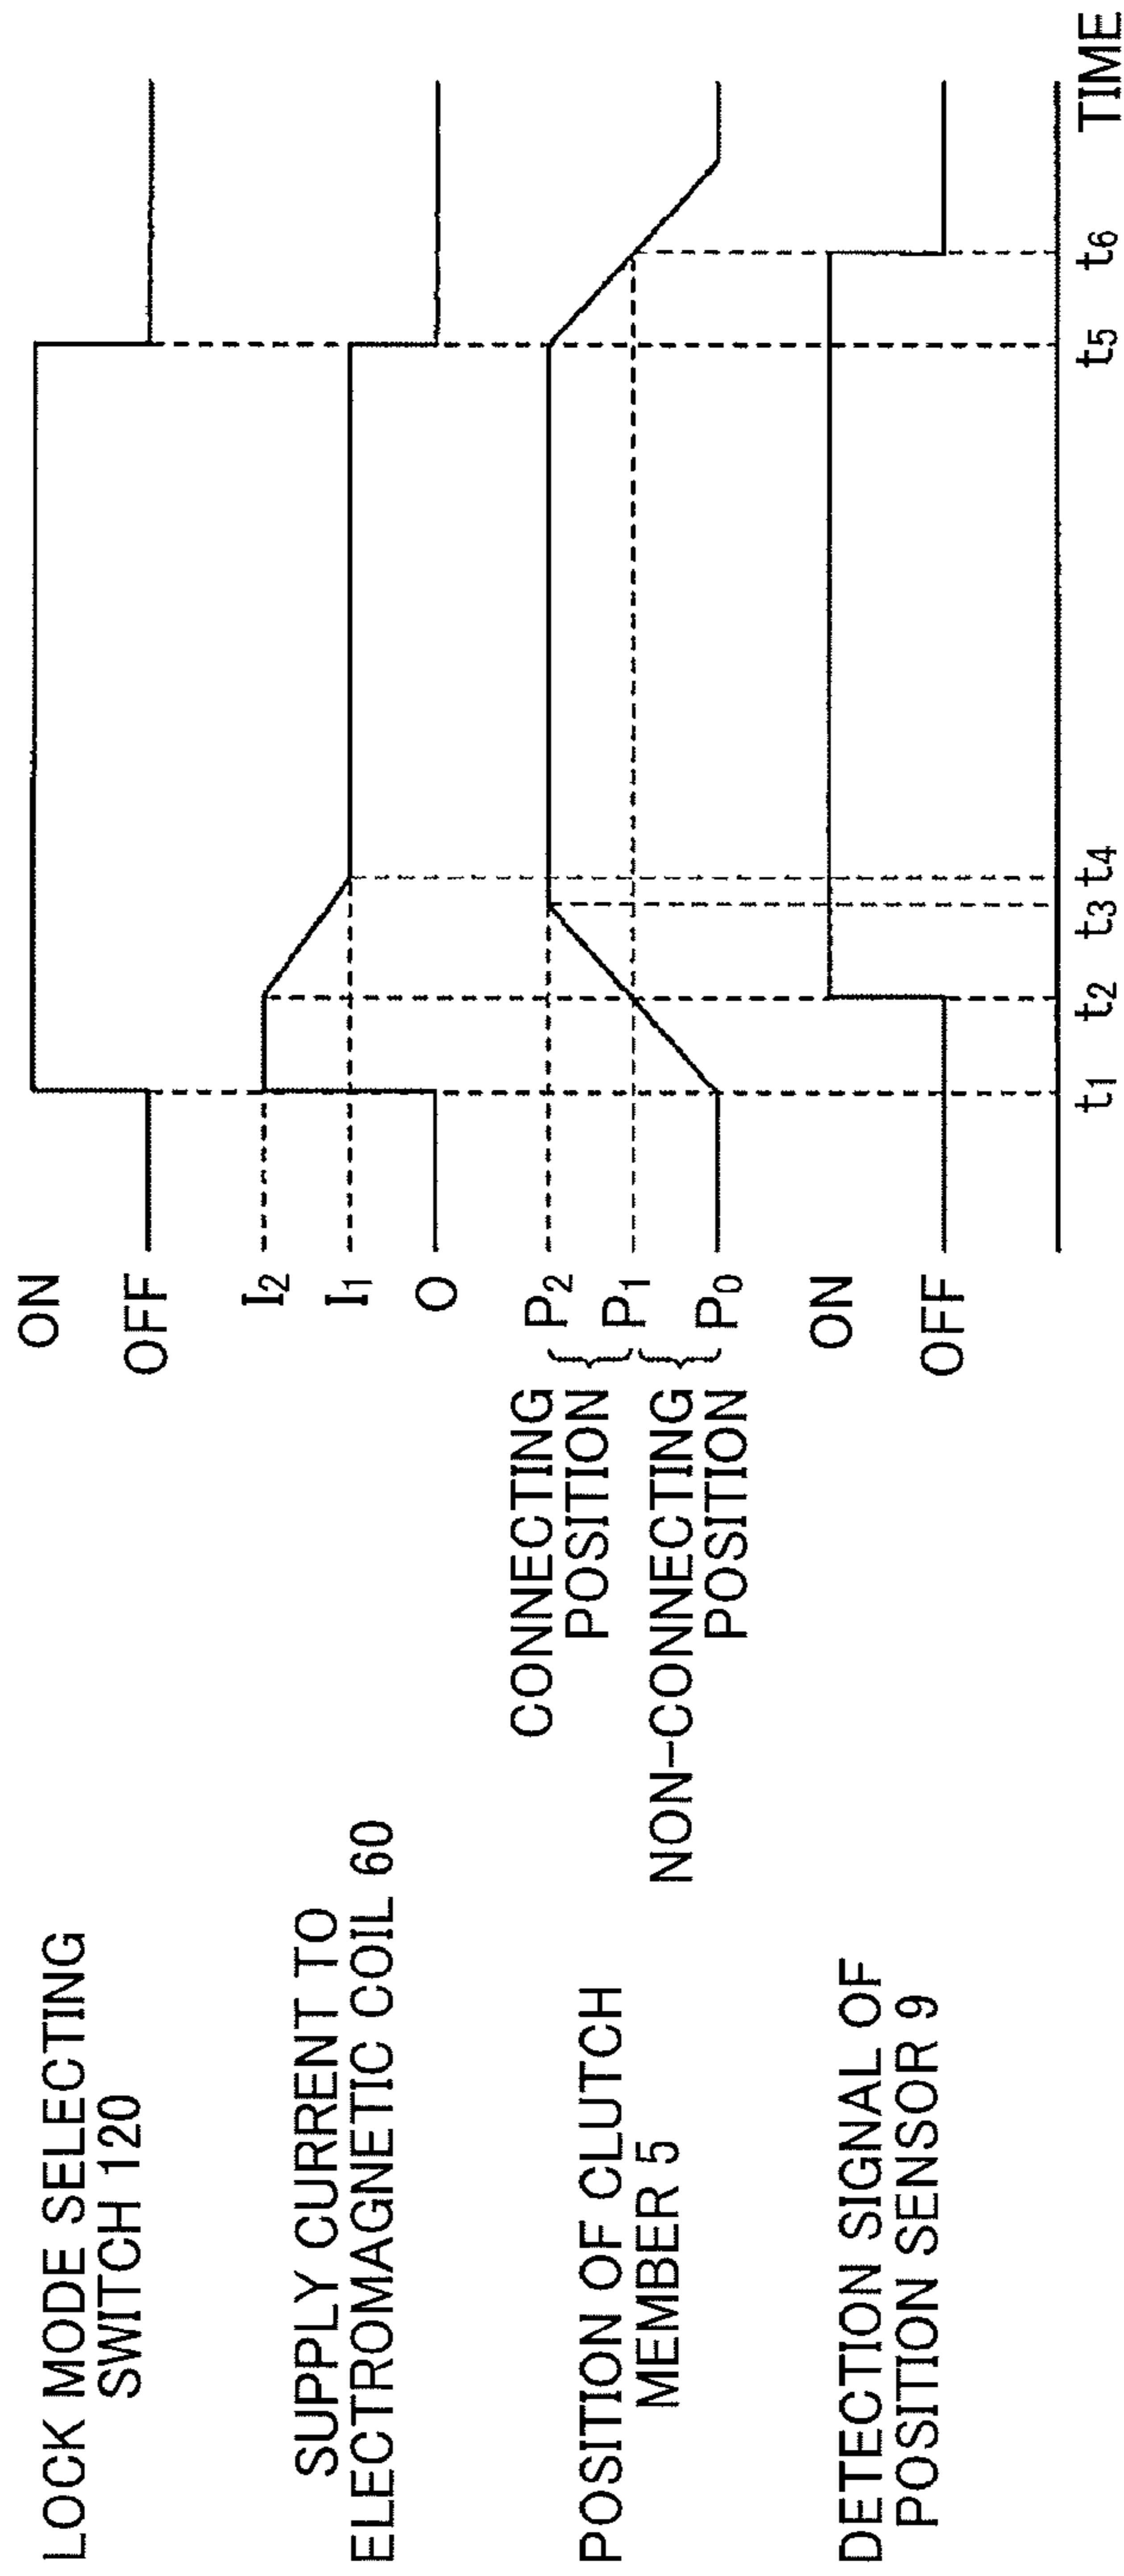 LOCK MODE SELECTING
SWITCH 120
ON
OFF
SUPPLY CURRENT TO
ELECTROMAGNETIC COIL 60
I2
I1
O
POSITION OF CLUTCH
MEMBER 5
CONNECTING
POSITION
NON-CONNECTING
POSITION
P2
P1
P0
DETECTION SIGNAL OF
POSITION SENSOR 9
ON
OFF
t1 t2 t3 t4 t5 t6 TIME